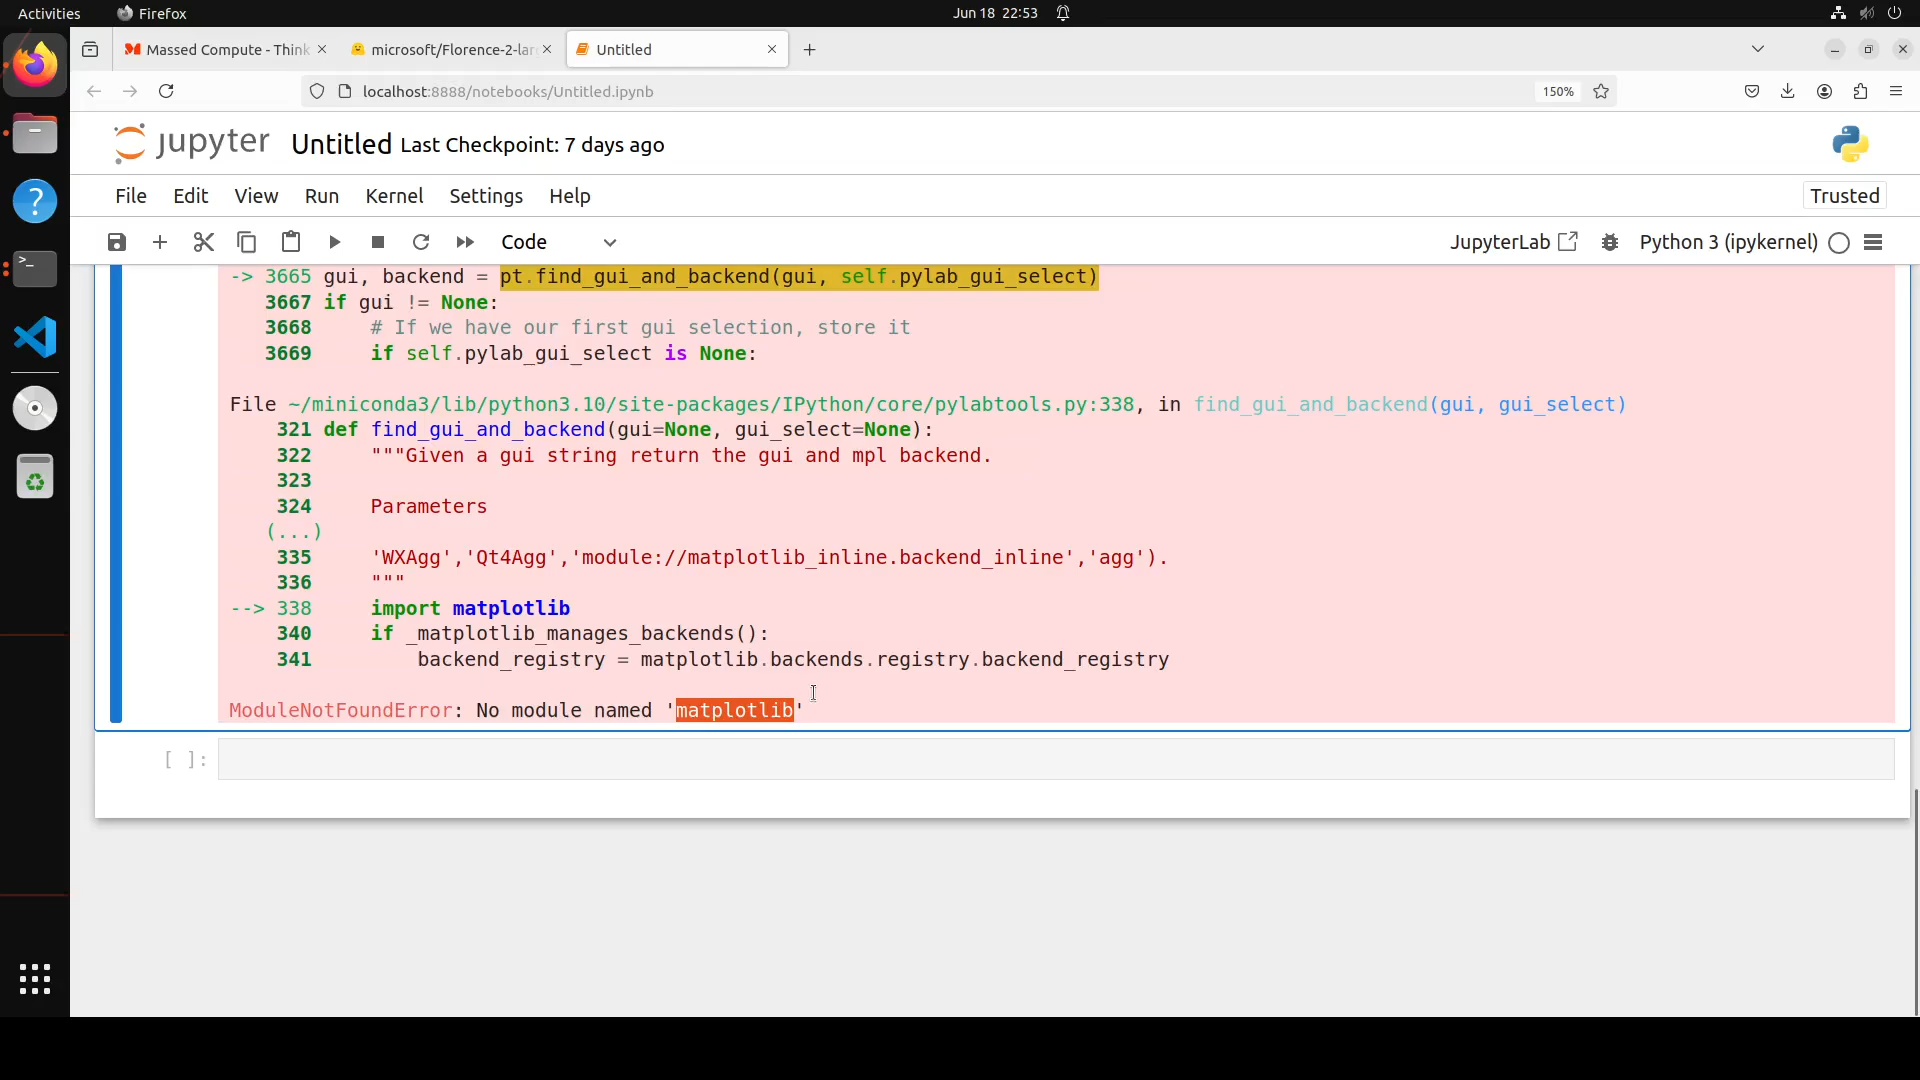 Activities Firefox Jun 18 22:53
Massed Compute - Think microsoft/Florence-2-lar Untitled
localhost:8888/notebooks/Untitled.ipynb 150%
jupyter Untitled Last Checkpoint: 7 days ago
File Edit View Run Kernel Settings Help Trusted
Code JupyterLab Python 3 (ipykernel)
-> 3665 gui, backend = pt.find_gui_and_backend(gui, self.pylab_gui_select)
3667 if gui != None:
3668 # If we have our first gui selection, store it
3669 if self.pylab_gui_select is None:
File ~/miniconda3/lib/python3.10/site-packages/IPython/core/pylabtools.py:338, in find_gui_and_backend(gui, gui_select)
321 def find_gui_and_backend(gui=None, gui_select=None):
322 """Given a gui string return the gui and mpl backend.
323
324 Parameters
(...)
335 'WXAgg','Qt4Agg','module://matplotlib_inline.backend_inline','agg').
336 """
--> 338 import matplotlib
340 if _matplotlib_manages_backends():
341 backend_registry = matplotlib.backends.registry.backend_registry
ModuleNotFoundError: No module named 'matplotlib'
[ ]: